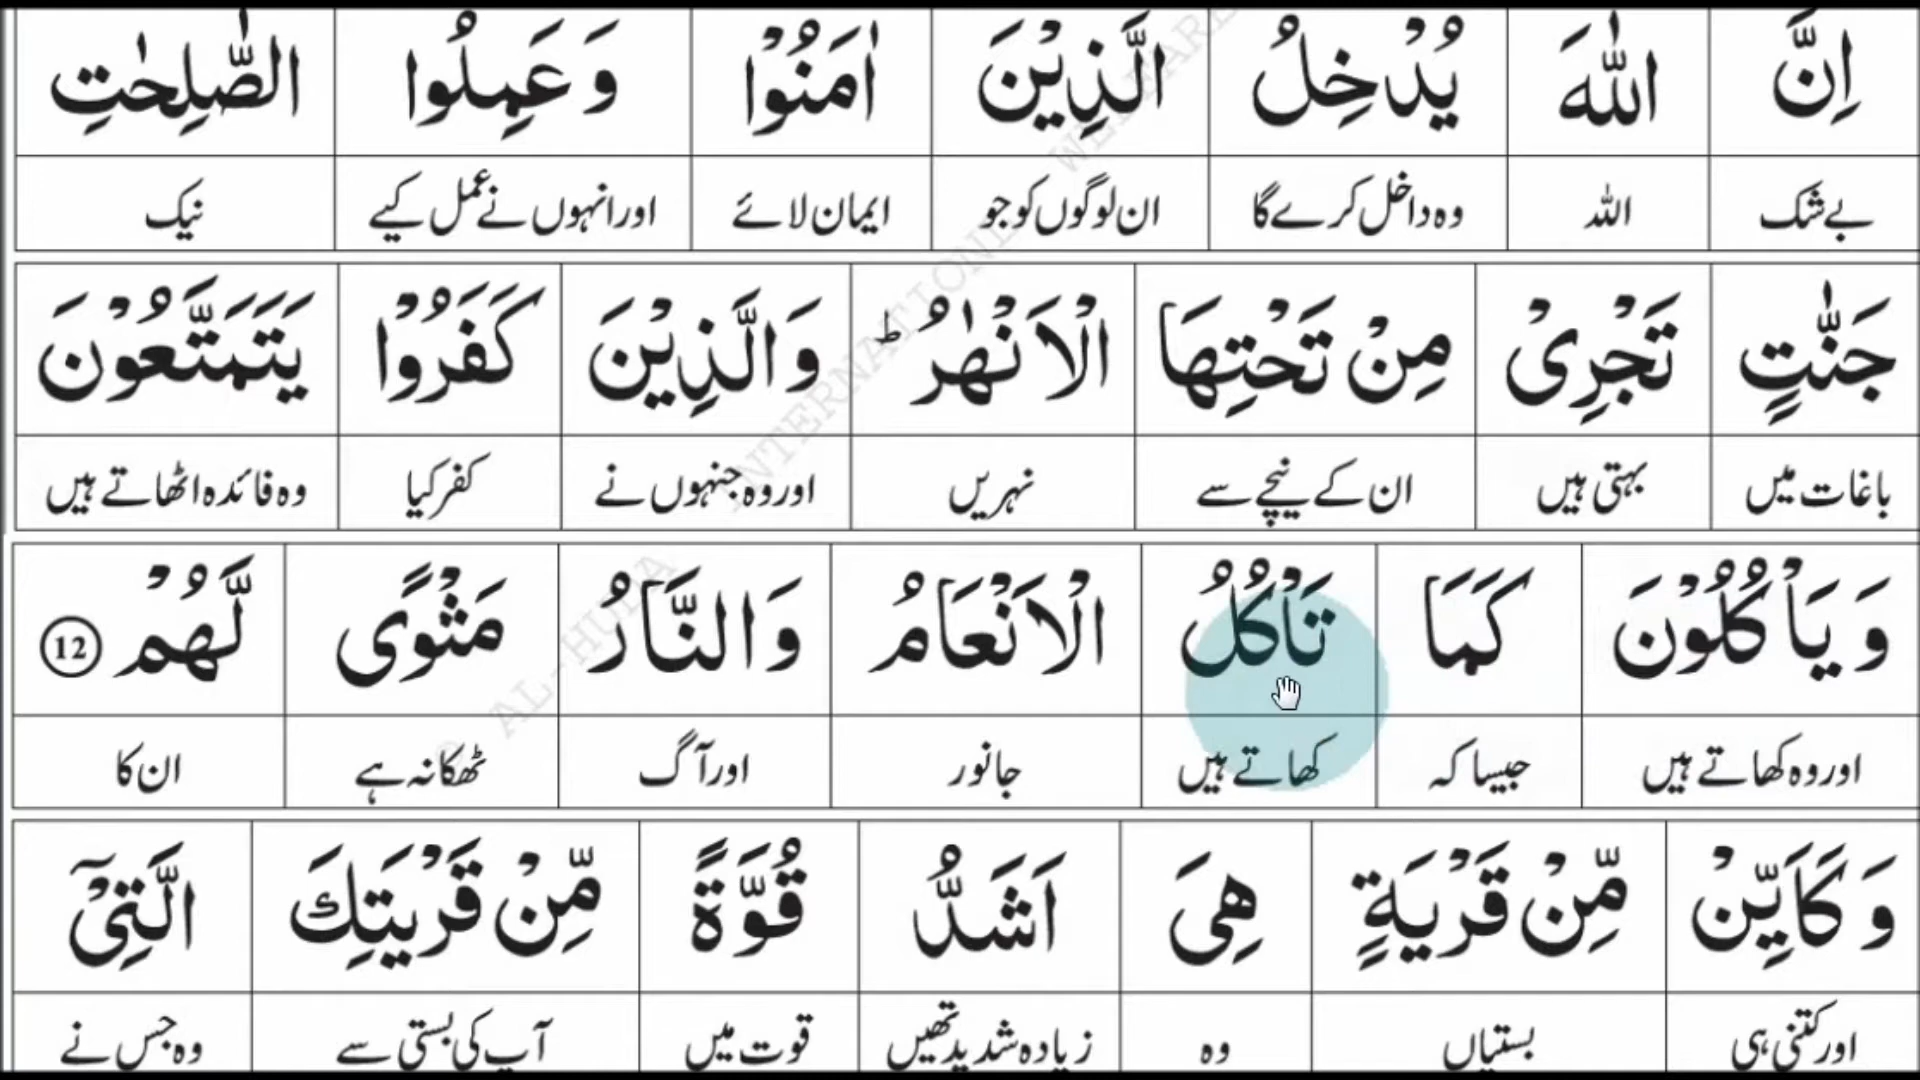 اِنَّ اللّٰهَ يُدْخِلُ الَّذِيْنَ اٰمَنُوْا وَعَمِلُوا الصّٰلِحٰتِ
بے شک اللہ وہ داخل کرے گا ان لوگوں کو جو ایمان لائے اور انہوں نے عمل کیے نیک
جَنّٰتٍ تَجْرِيْ مِنْ تَحْتِهَا الْاَنْهٰرُ ؕ وَالَّذِيْنَ كَفَرُوْا يَتَمَتَّعُوْنَ
باغات میں بہتی ہیں ان کے نیچے سے نہریں اور وہ جنہوں نے کفر کیا وہ فائدہ اٹھاتے ہیں
وَيَاْكُلُوْنَ كَمَا تَاْكُلُ الْاَنْعَامُ وَالنَّارُ مَثْوًى لَّهُمْ 12
اور وہ کھاتے ہیں جیسا کہ کھاتے ہیں جانور اور آگ ٹھکانہ ہے ان کا
وَكَاَيِّنْ مِّنْ قَرْيَةٍ هِيَ اَشَدُّ قُوَّةً مِّنْ قَرْيَتِكَ الَّتِيْٓ
اور کتنی ہی بستیاں وہ زیادہ شدید تھیں قوت میں آپ کی بستی سے وہ جس نے
© AL-HUDA INTERNATIONAL WELFARE